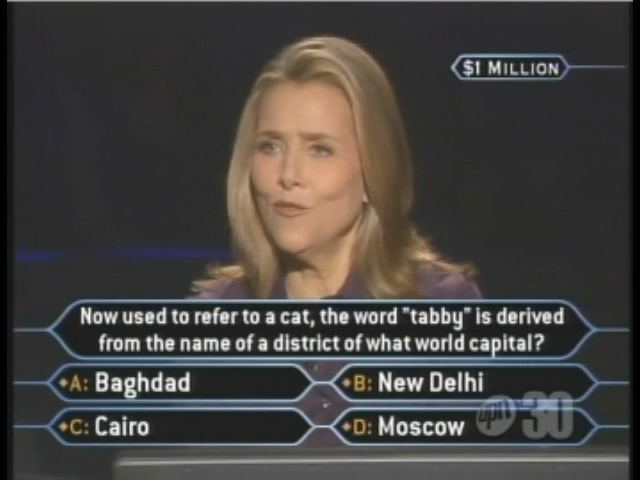 $1 MILLION
Now used to refer to a cat, the word "tabby" is derived
from the name of a district of what world capital?
A: Baghdad
B: New Delhi
C: Cairo
D: Moscow
upn 30